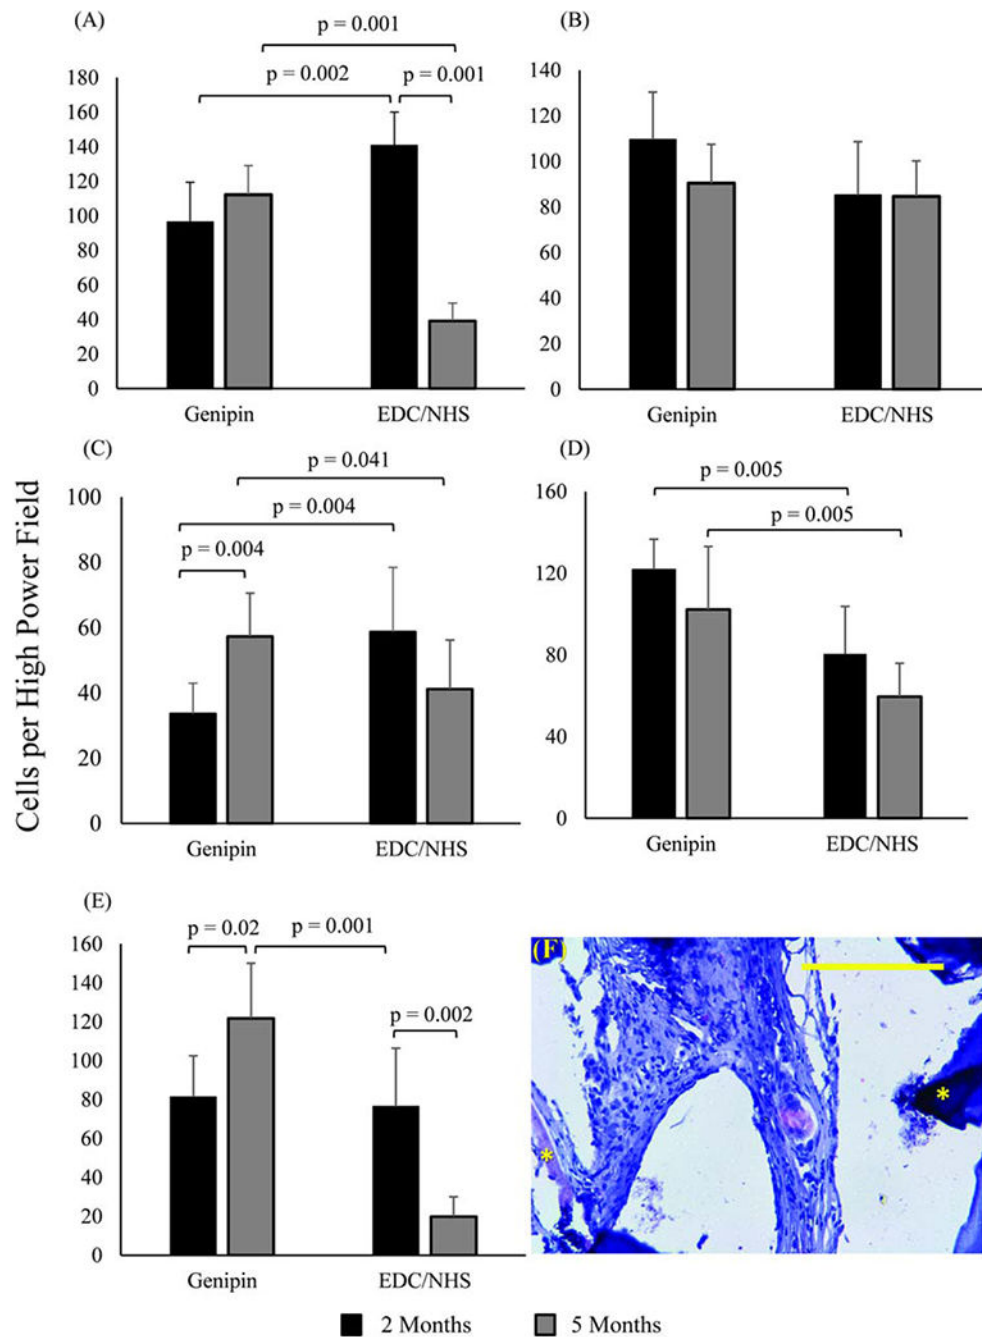 (A)
p = 0.001
p = 0.002
p = 0.001
180
160
140
120
100
80
60
40
20
0
Genipin
EDC/NHS
(B)
140
120
100
80
60
40
20
0
Genipin
EDC/NHS
Cells per High Power Field
(C)
p = 0.041
p = 0.004
p = 0.004
100
80
60
40
20
0
Genipin
EDC/NHS
(D)
p = 0.005
p = 0.005
160
120
80
40
0
Genipin
EDC/NHS
(E)
p = 0.02
p = 0.001
p = 0.002
160
140
120
100
80
60
40
20
0
Genipin
EDC/NHS
(F)
*
*
2 Months
5 Months